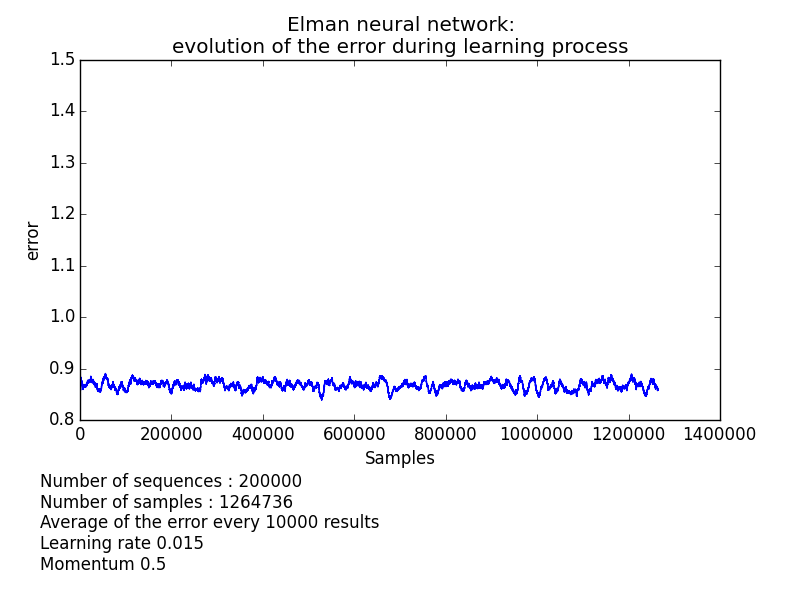 Elman neural network:
evolution of the error during learning process
1.5
1.4
1.3
1.2
1.1
1.0
0.9
0.8
error
0 200000 400000 600000 800000 1000000 1200000 1400000
Samples
Number of sequences : 200000
Number of samples : 1264736
Average of the error every 10000 results
Learning rate 0.015
Momentum 0.5